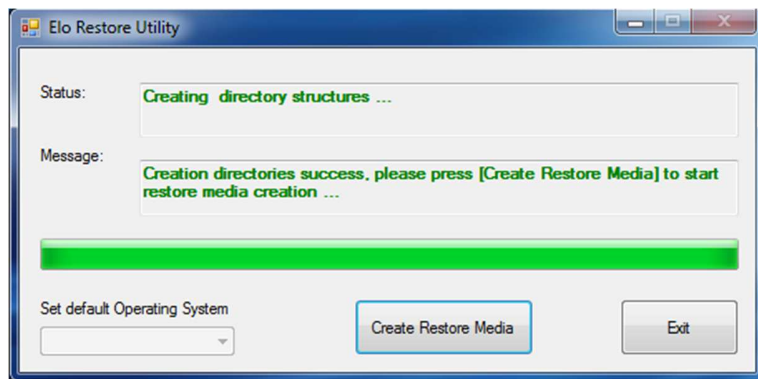 Elo Restore Utility
Status:
Creating directory structures ...
Message:
Creation directories success, please press [Create Restore Media] to start
restore media creation ...
Set default Operating System
Create Restore Media
Exit